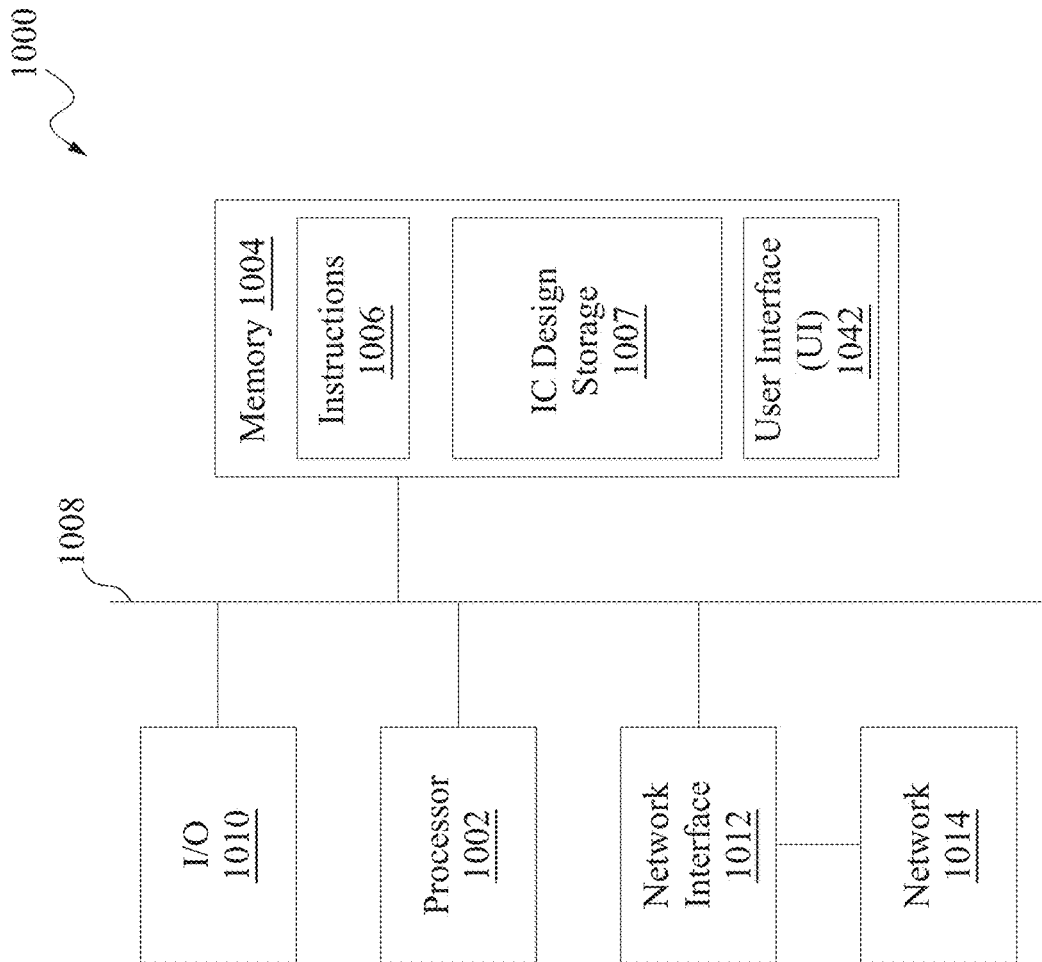 1000
1008
I/O
1010
Processor
1002
Network
Interface
1012
Network
1014
Memory 1004
Instructions
1006
IC Design
Storage
1007
User Interface
(UI)
1042